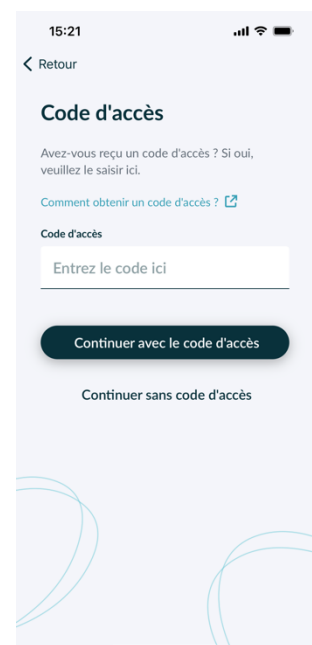 15:21
Retour
Code d'accès
Avez-vous reçu un code d'accès ? Si oui,
veuillez le saisir ici.
Comment obtenir un code d'accès ?
Code d'accès
Entrez le code ici
Continuer avec le code d'accès
Continuer sans code d'accès